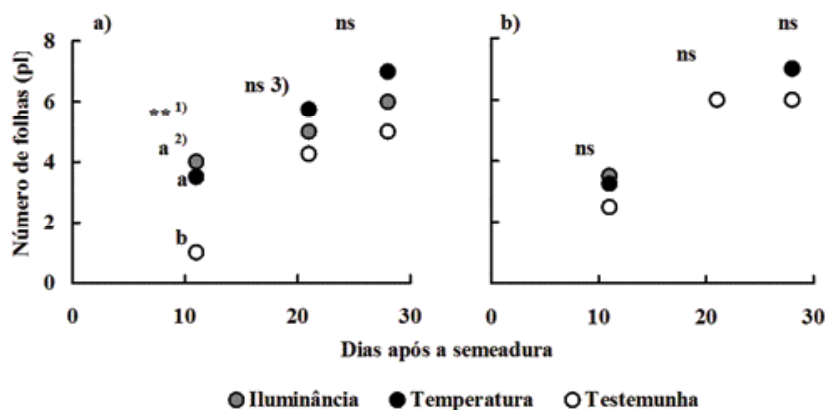 a) ns b) ns
8
ns 3) ns
Número de folhas (pl)
6
** 1)
a 2)
4 ns
a
2
b
0
0 10 20 30 0 10 20 30
Dias após a semeadura
Iluminância Temperatura Testemunha